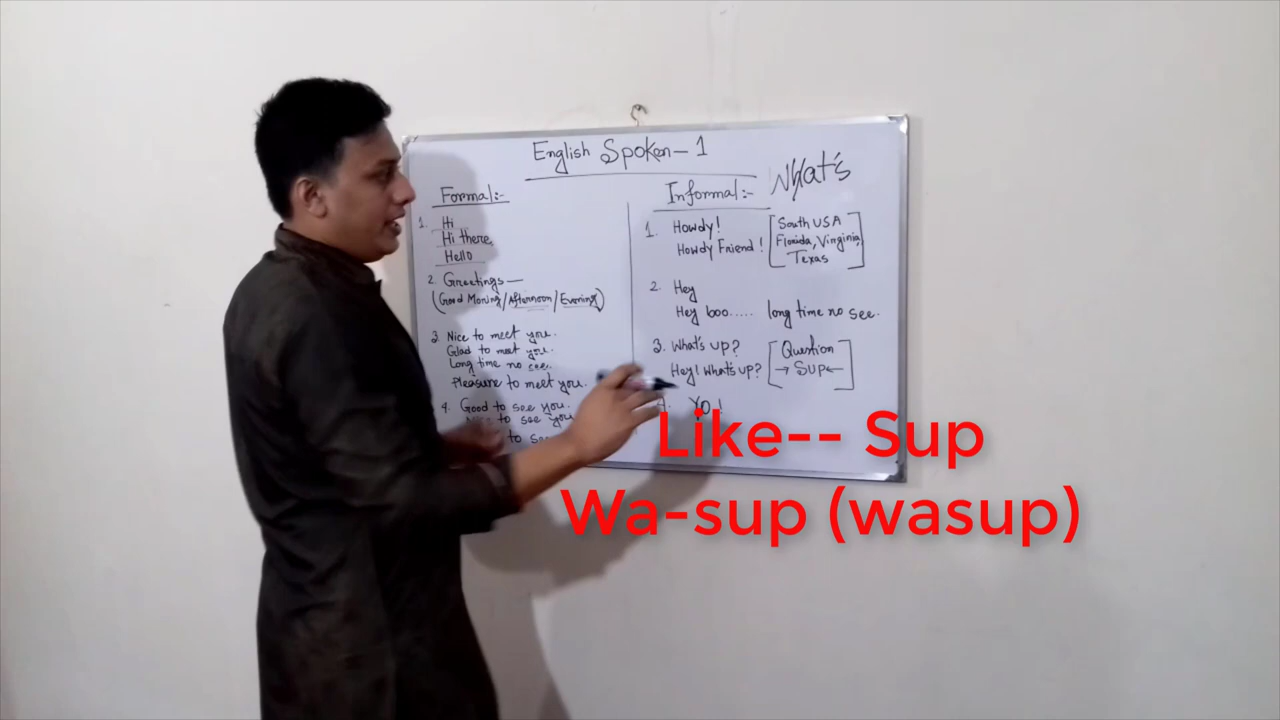 English Spoken-1
Formal:-
1. Hi
Hi there,
Hello
2. Greetings—
(Good Morning/Afternoon/Evening)
3. Nice to meet you.
Glad to meet you.
Long time no see.
Pleasure to meet you.
4. Good to see you.
to see you
to see
Informal:-
What's
1. Howdy!
Howdy Friend!
[South USA
Florida, Virginia,
Texas]
2. Hey
Hey boo..... long time no see.
3. What's up?
Hey! What's up?
[Question
→ Sup ←]
Yo!
Like-- Sup
Wa-sup (wasup)